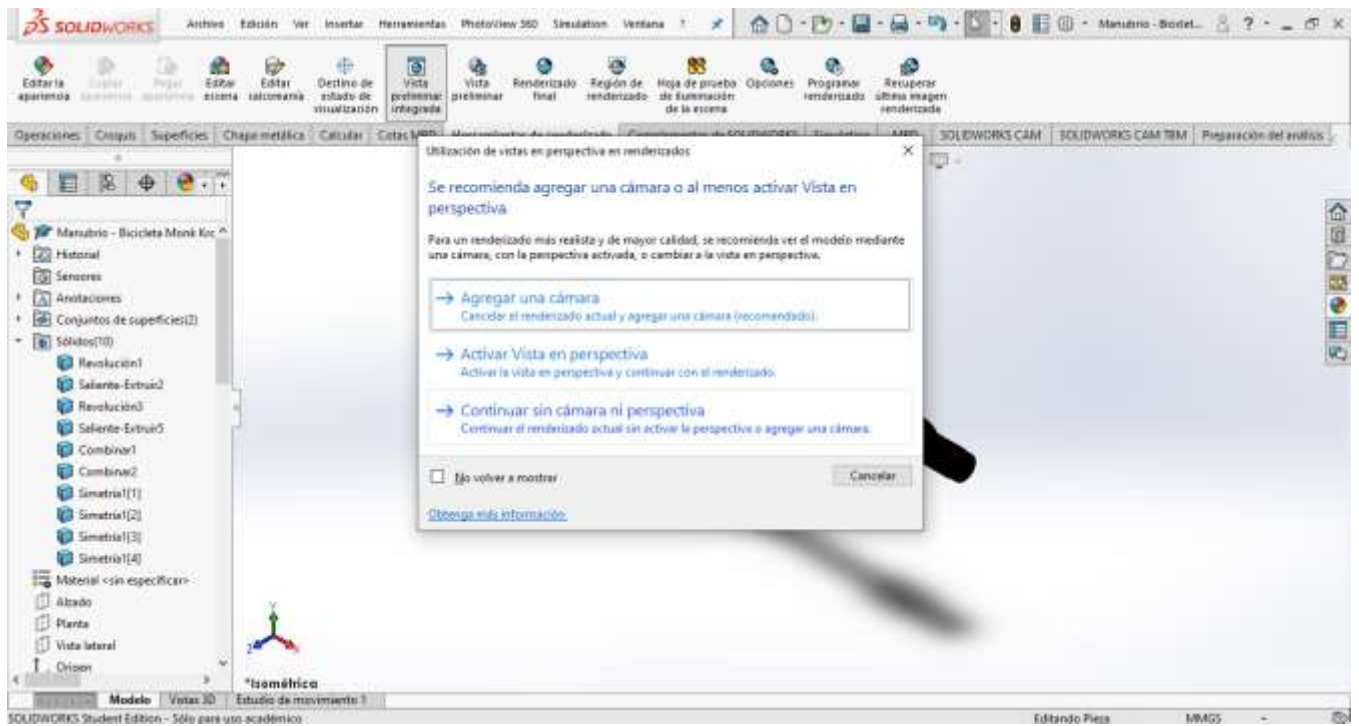 SOLIDWORKS
Archivo Edición Ver Insertar Herramientas PhotoView 360 Simulation Ventana ?
Manubrio - Biciclet...
Editar la apariencia
Copiar apariencia
Pegar apariencia
Editar escena
Editar calcomanía
Destino de estado de visualización
Vista preliminar integrada
Vista preliminar
Renderizado final
Región de renderizado
Hoja de prueba de iluminación de la escena
Opciones
Programar renderizado
Recuperar última imagen renderizada
Operaciones Croquis Superficies Chapa metálica Calcular Cotas MBD Herramientas de renderizado Complementos de SOLIDWORKS Simulation MBD SOLIDWORKS CAM SOLIDWORKS CAM TBM Preparación del análisis
Utilización de vistas en perspectiva en renderizados
Se recomienda agregar una cámara o al menos activar Vista en
perspectiva.
Para un renderizado más realista y de mayor calidad, se recomienda ver el modelo mediante
una cámara, con la perspectiva activada, o cambiar a la vista en perspectiva.
Agregar una cámara
Cancelar el renderizado actual y agregar una cámara (recomendado).
Activar Vista en perspectiva
Activar la vista en perspectiva y continuar con el renderizado.
Continuar sin cámara ni perspectiva
Continuar el renderizado actual sin activar la perspectiva o agregar una cámara.
No volver a mostrar
Cancelar
Obtenga más información
Manubrio - Bicicleta Monk
Historial
Sensores
Anotaciones
Conjuntos de superficies(2)
Sólidos(10)
Revolución1
Saliente-Extruir2
Revolución3
Saliente-Extruir5
Combinar1
Combinar2
Simetría1[1]
Simetría1[2]
Simetría1[3]
Simetría1[4]
Material <sin especificar>
Alzado
Planta
Vista lateral
Origen
*Isométrica
Modelo Vistas 3D Estudio de movimiento 1
SOLIDWORKS Student Edition - Sólo para uso académico
Editando Pieza MMGS